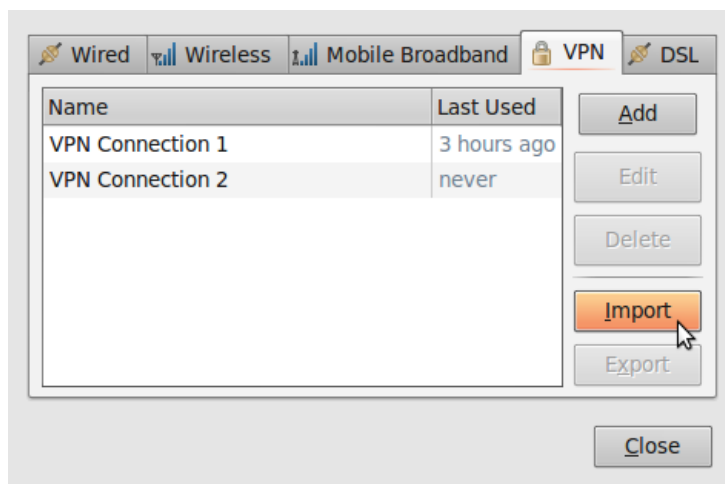 Wired Wireless Mobile Broadband VPN DSL
Name Last Used Add
VPN Connection 1 3 hours ago
VPN Connection 2 never Edit
Delete
Import
Export
Close